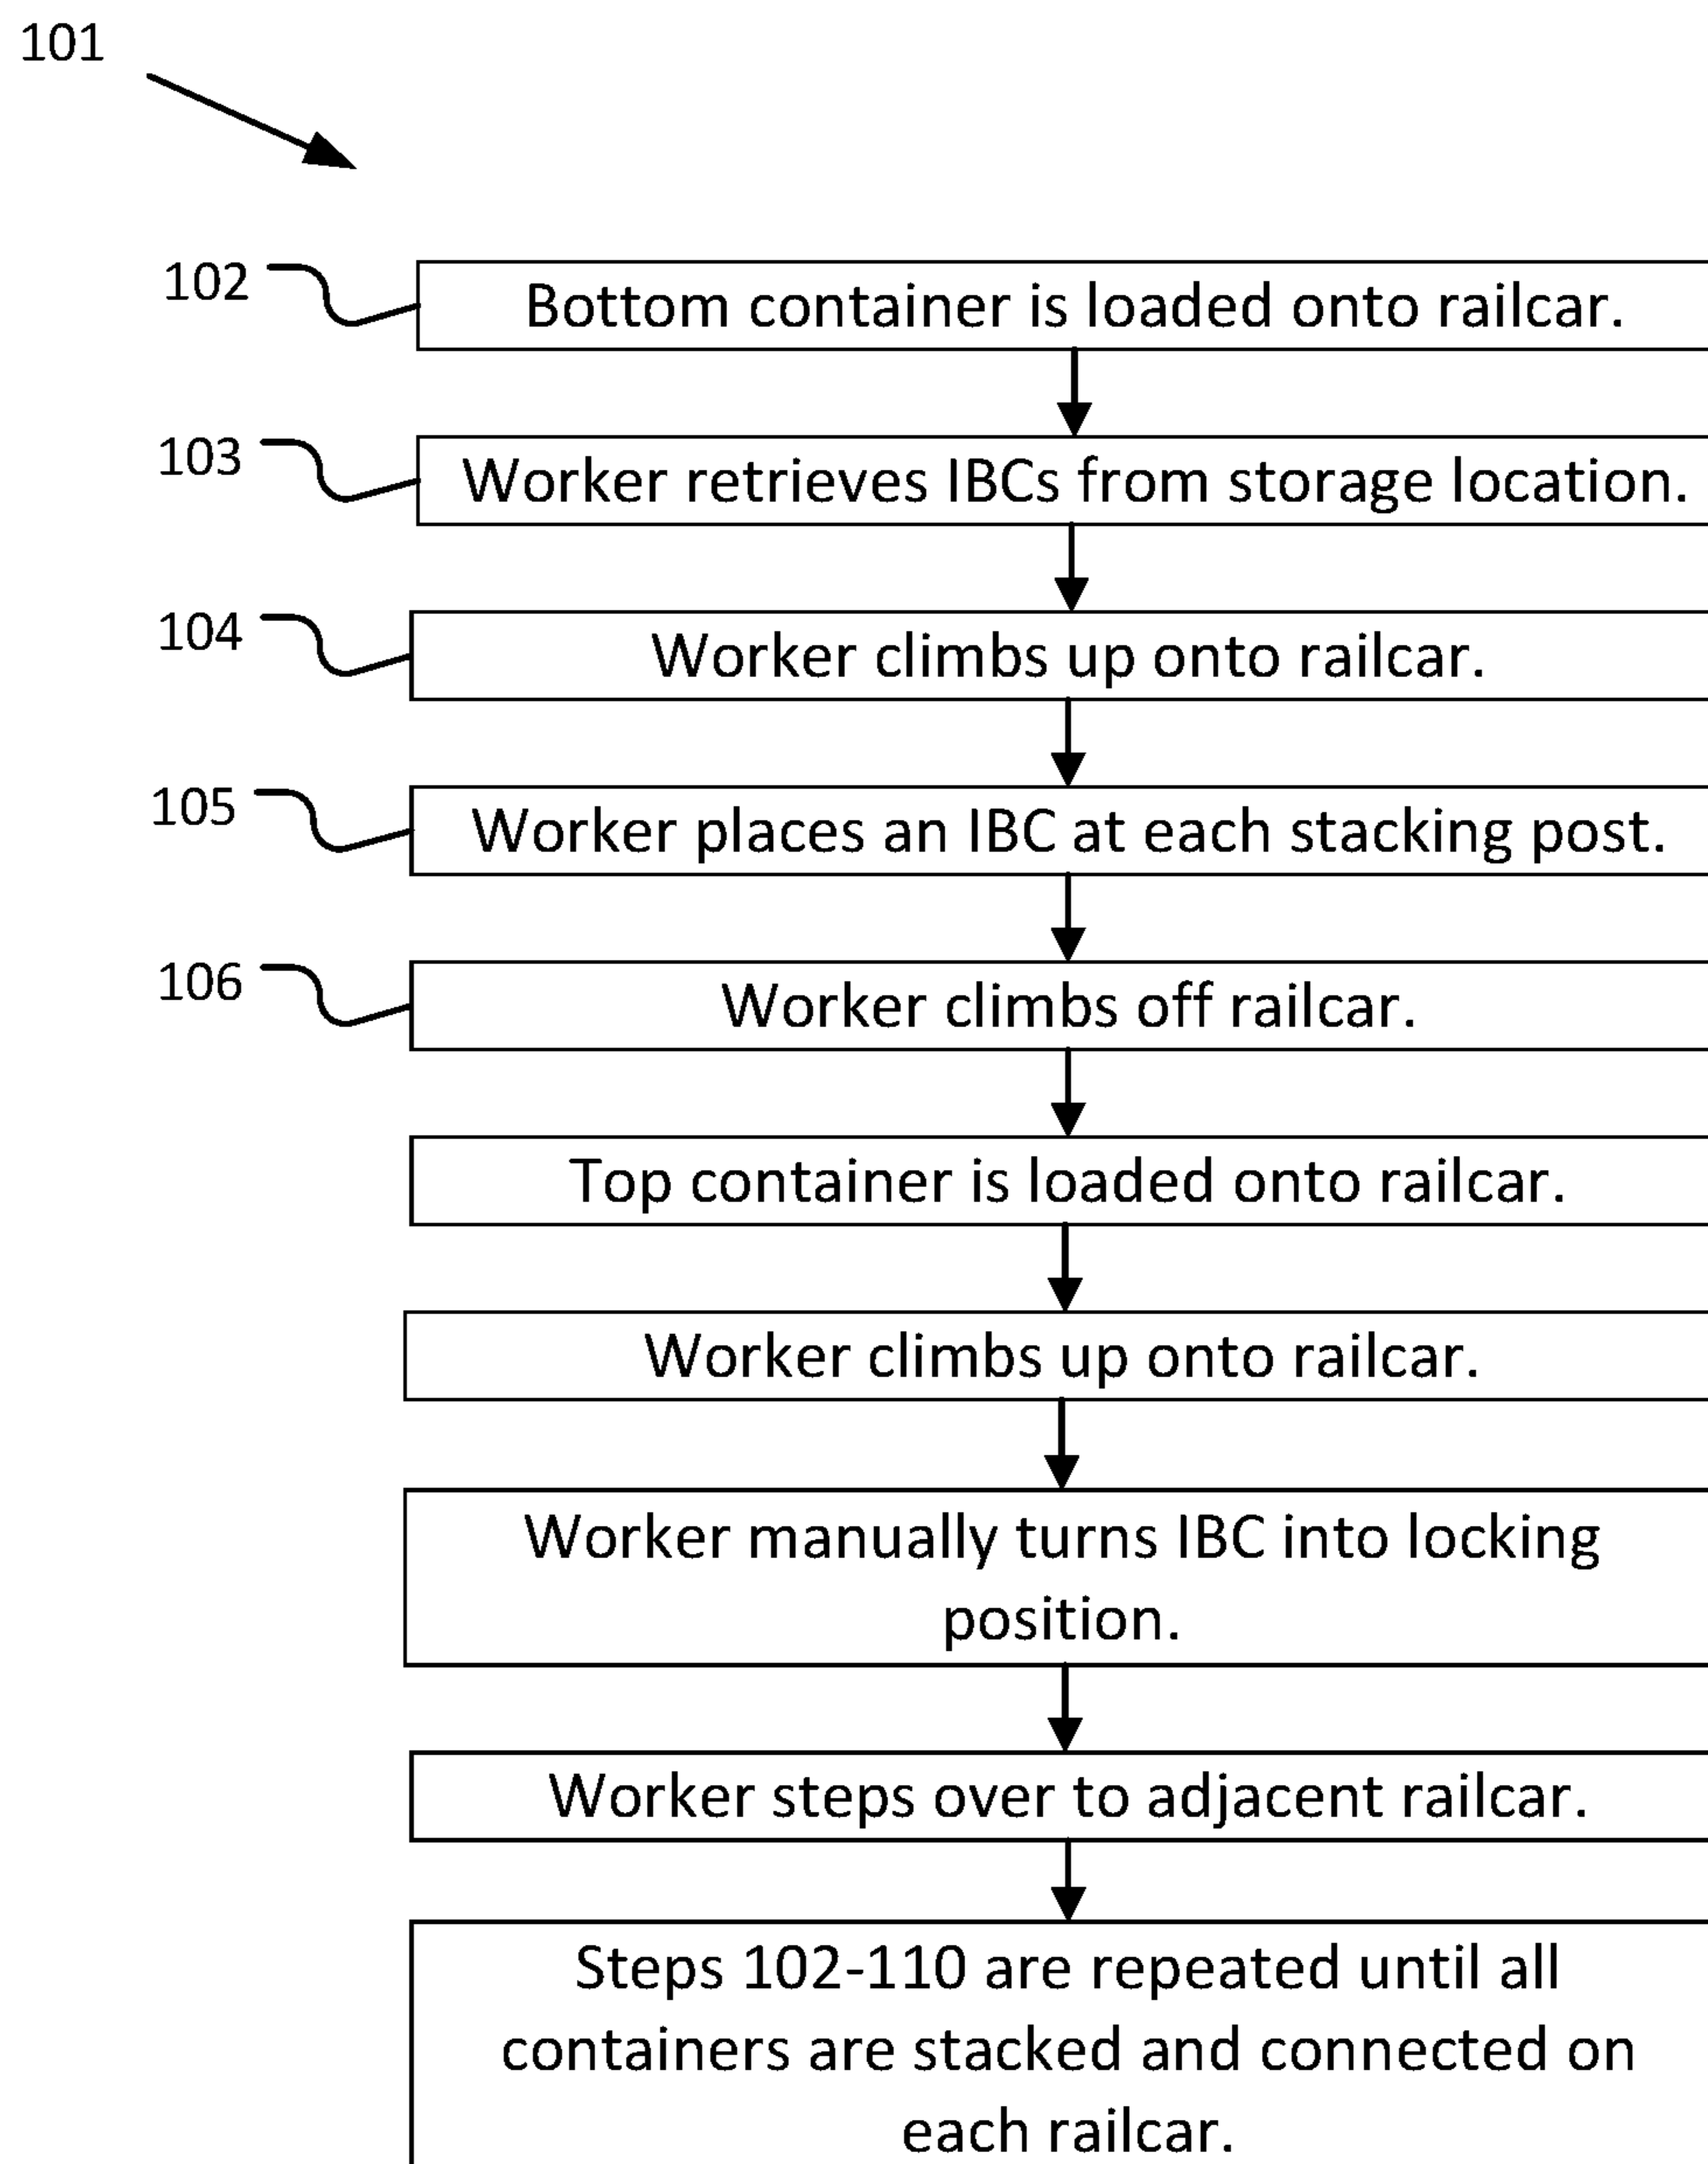 101
102
Bottom container is loaded onto railcar.
103
Worker retrieves IBCs from storage location.
104
Worker climbs up onto railcar.
105
Worker places an IBC at each stacking post.
106
Worker climbs off railcar.
Top container is loaded onto railcar.
Worker climbs up onto railcar.
Worker manually turns IBC into locking
position.
Worker steps over to adjacent railcar.
Steps 102-110 are repeated until all
containers are stacked and connected on
each railcar.